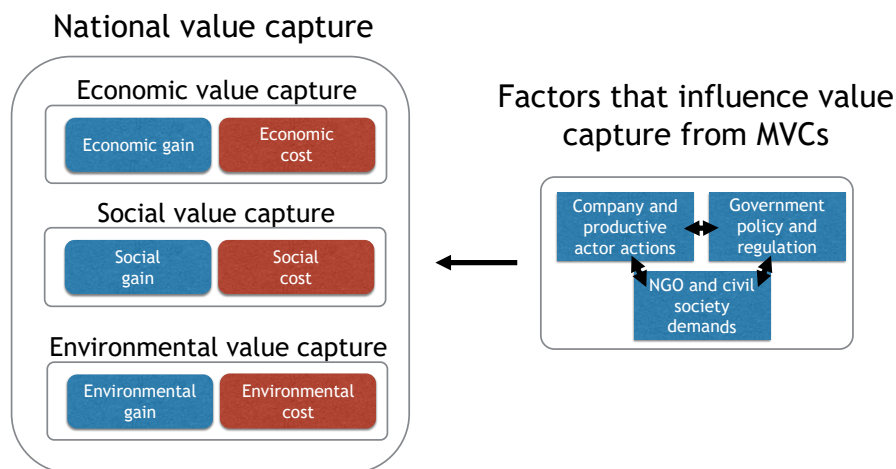 National value capture
Economic value capture
Economic gain
Economic
cost
Social value capture
Social
gain
Social
cost
Environmental value capture
Environmental
gain
Environmental
cost
Factors that influence value
capture from MVCs
Company and
productive
actor actions
Government
policy and
regulation
NGO and civil
society
demands